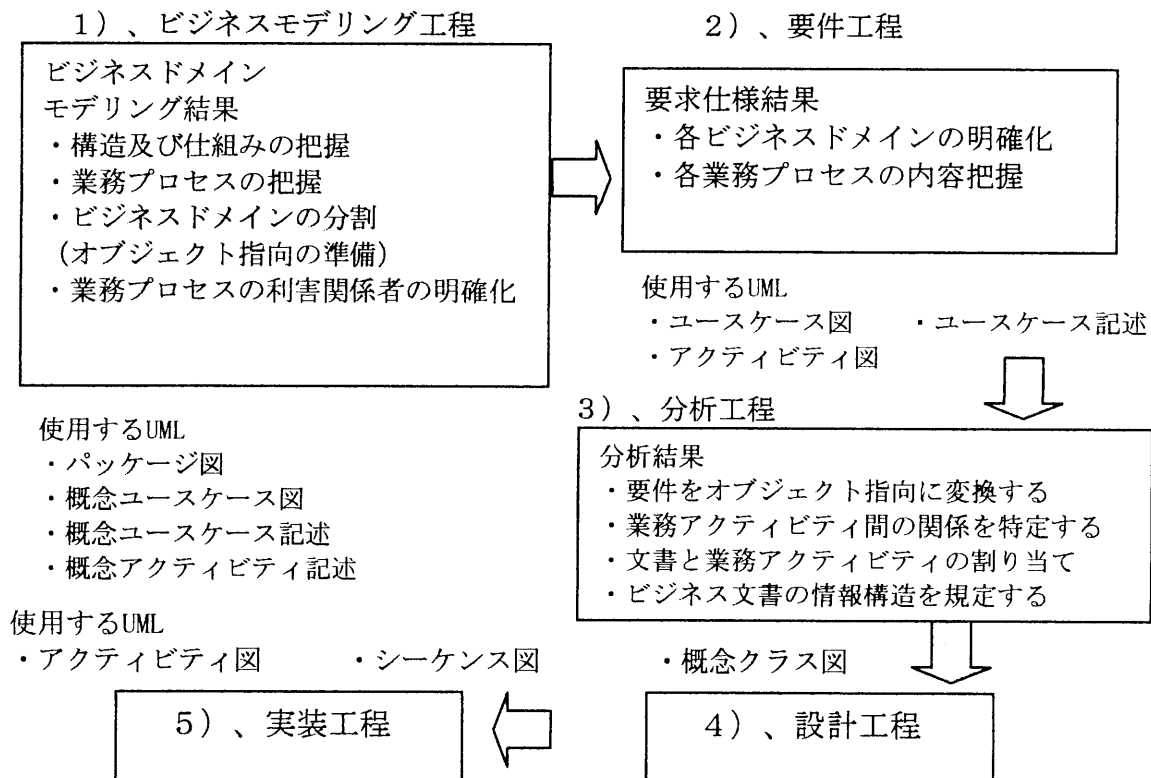 1）、ビジネスモデリング工程
ビジネスドメイン
モデリング結果
・構造及び仕組みの把握
・業務プロセスの把握
・ビジネスドメインの分割
（オブジェクト指向の準備）
・業務プロセスの利害関係者の明確化
使用するUML
・パッケージ図
・概念ユースケース図
・概念ユースケース記述
・概念アクティビティ記述
2）、要件工程
要求仕様結果
・各ビジネスドメインの明確化
・各業務プロセスの内容把握
使用するUML
・ユースケース図　・ユースケース記述
・アクティビティ図
3）、分析工程
分析結果
・要件をオブジェクト指向に変換する
・業務アクティビティ間の関係を特定する
・文書と業務アクティビティの割り当て
・ビジネス文書の情報構造を規定する
使用するUML
・アクティビティ図　・シーケンス図　・概念クラス図
4）、設計工程
5）、実装工程